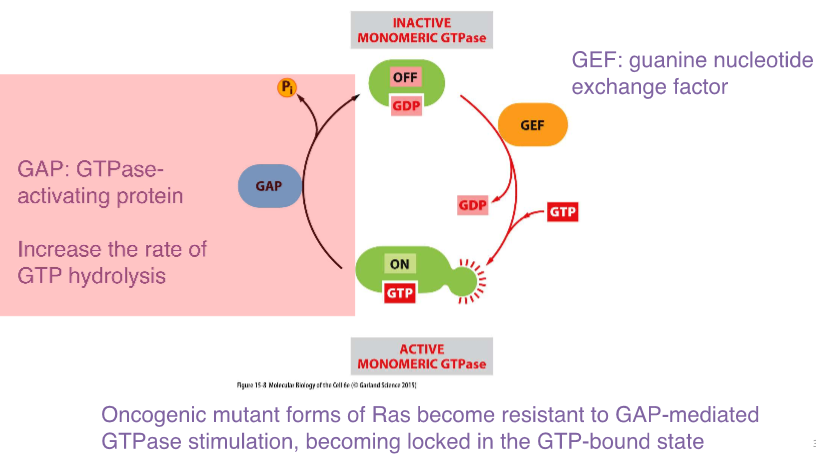 INACTIVE
MONOMERIC GTPase
GEF: guanine nucleotide
exchange factor
OFF
GDP
Pi
GEF
GAP: GTPase-
activating protein
GAP
GDP
GTP
Increase the rate of
GTP hydrolysis
ON
GTP
ACTIVE
MONOMERIC GTPase
Figure 15-8 Molecular Biology of the Cell 6e (© Garland Science 2015)
Oncogenic mutant forms of Ras become resistant to GAP-mediated
GTPase stimulation, becoming locked in the GTP-bound state